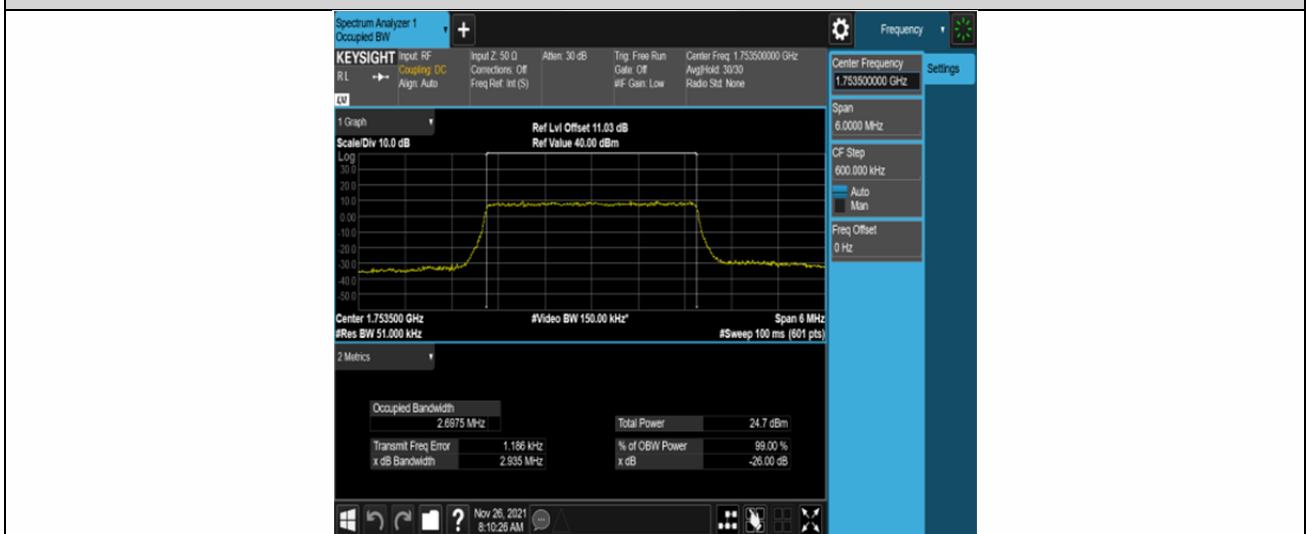 Spectrum Analyzer 1
Occupied BW
+
Frequency
KEYSIGHT
Input: RF
Coupling: DC
Align: Auto
Input Z: 50 Ω
Corrections: Off
Freq Ref: Int (S)
Atten: 30 dB
Trig: Free Run
Gate: Off
#IF Gain: Low
Center Freq: 1.753500000 GHz
Avg|Hold: 30/30
Radio Std: None
RL
LXI
Center Frequency
1.753500000 GHz
Settings
Span
6.0000 MHz
CF Step
600.000 kHz
Auto
Man
Freq Offset
0 Hz
1 Graph
Scale/Div 10.0 dB
Ref Lvl Offset 11.03 dB
Ref Value 40.00 dBm
Log
30.0
20.0
10.0
0.00
-10.0
-20.0
-30.0
-40.0
-50.0
Center 1.753500 GHz
#Video BW 150.00 kHz*
Span 6 MHz
#Res BW 51.000 kHz
#Sweep 100 ms (601 pts)
2 Metrics
Occupied Bandwidth
2.6975 MHz
Total Power 24.7 dBm
Transmit Freq Error 1.186 kHz
% of OBW Power 99.00 %
x dB Bandwidth 2.935 MHz
x dB -26.00 dB
?
Nov 26, 2021
8:10:26 AM